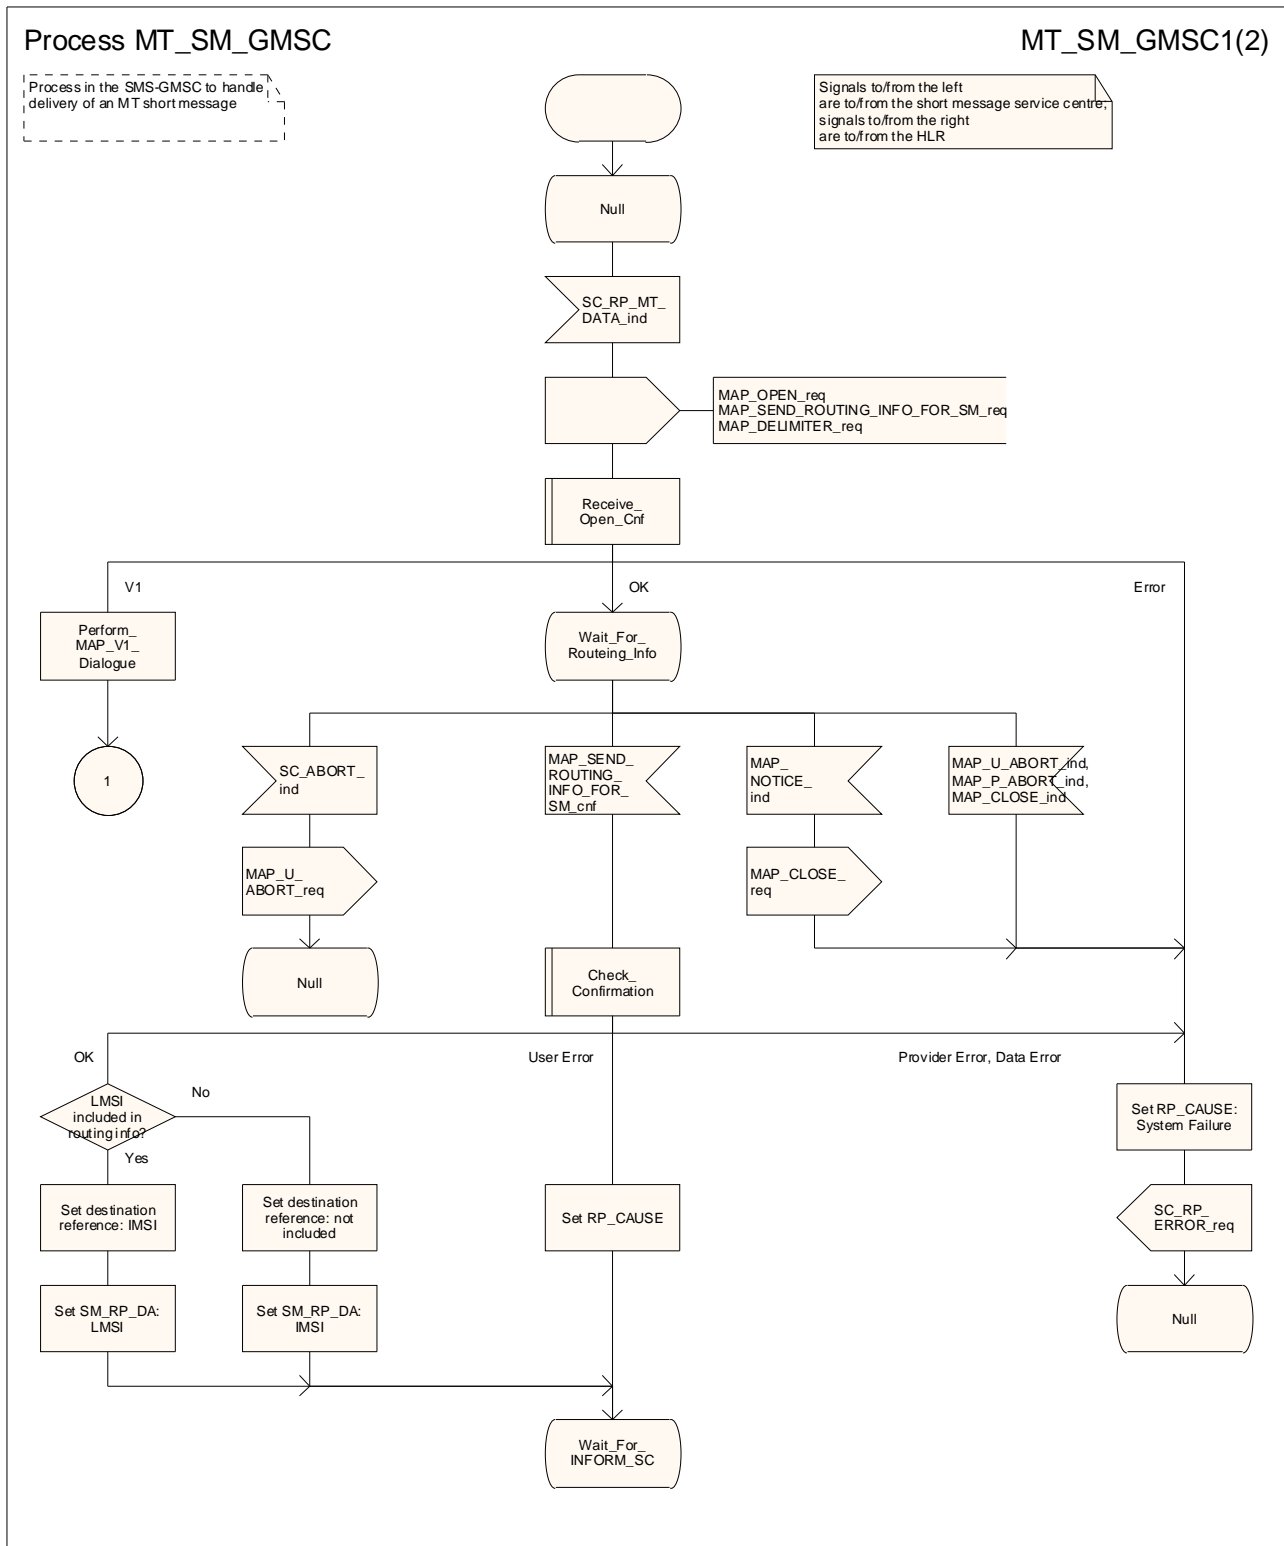 Process MT_SM_GMSC
MT_SM_GMSC1(2)
Process in the SMS-GMSC to handle
delivery of an MT short message
Signals to/from the left
are to/from the short message service centre;
signals to/from the right
are to/from the HLR
Null
SC_RP_MT_
DATA_ind
MAP_OPEN_req
MAP_SEND_ROUTING_INFO_FOR_SM_req
MAP_DELIMITER_req
Receive_
Open_Cnf
V1
OK
Error
Perform_
MAP_V1_
Dialogue
Wait_For_
Routeing_Info
1
SC_ABORT_
ind
MAP_SEND_
ROUTING_
INFO_FOR_
SM_cnf
MAP_
NOTICE_
ind
MAP_U_ABORT_ind,
MAP_P_ABORT_ind,
MAP_CLOSE_ind
MAP_U_
ABORT_req
MAP_CLOSE_
req
Null
Check_
Confirmation
OK
User Error
Provider Error, Data Error
LMSI
included in
routing info?
No
Yes
Set RP_CAUSE:
System Failure
Set destination
reference: IMSI
Set destination
reference: not
included
Set RP_CAUSE
SC_RP_
ERROR_req
Set SM_RP_DA:
LMSI
Set SM_RP_DA:
IMSI
Null
Wait_For_
INFORM_SC